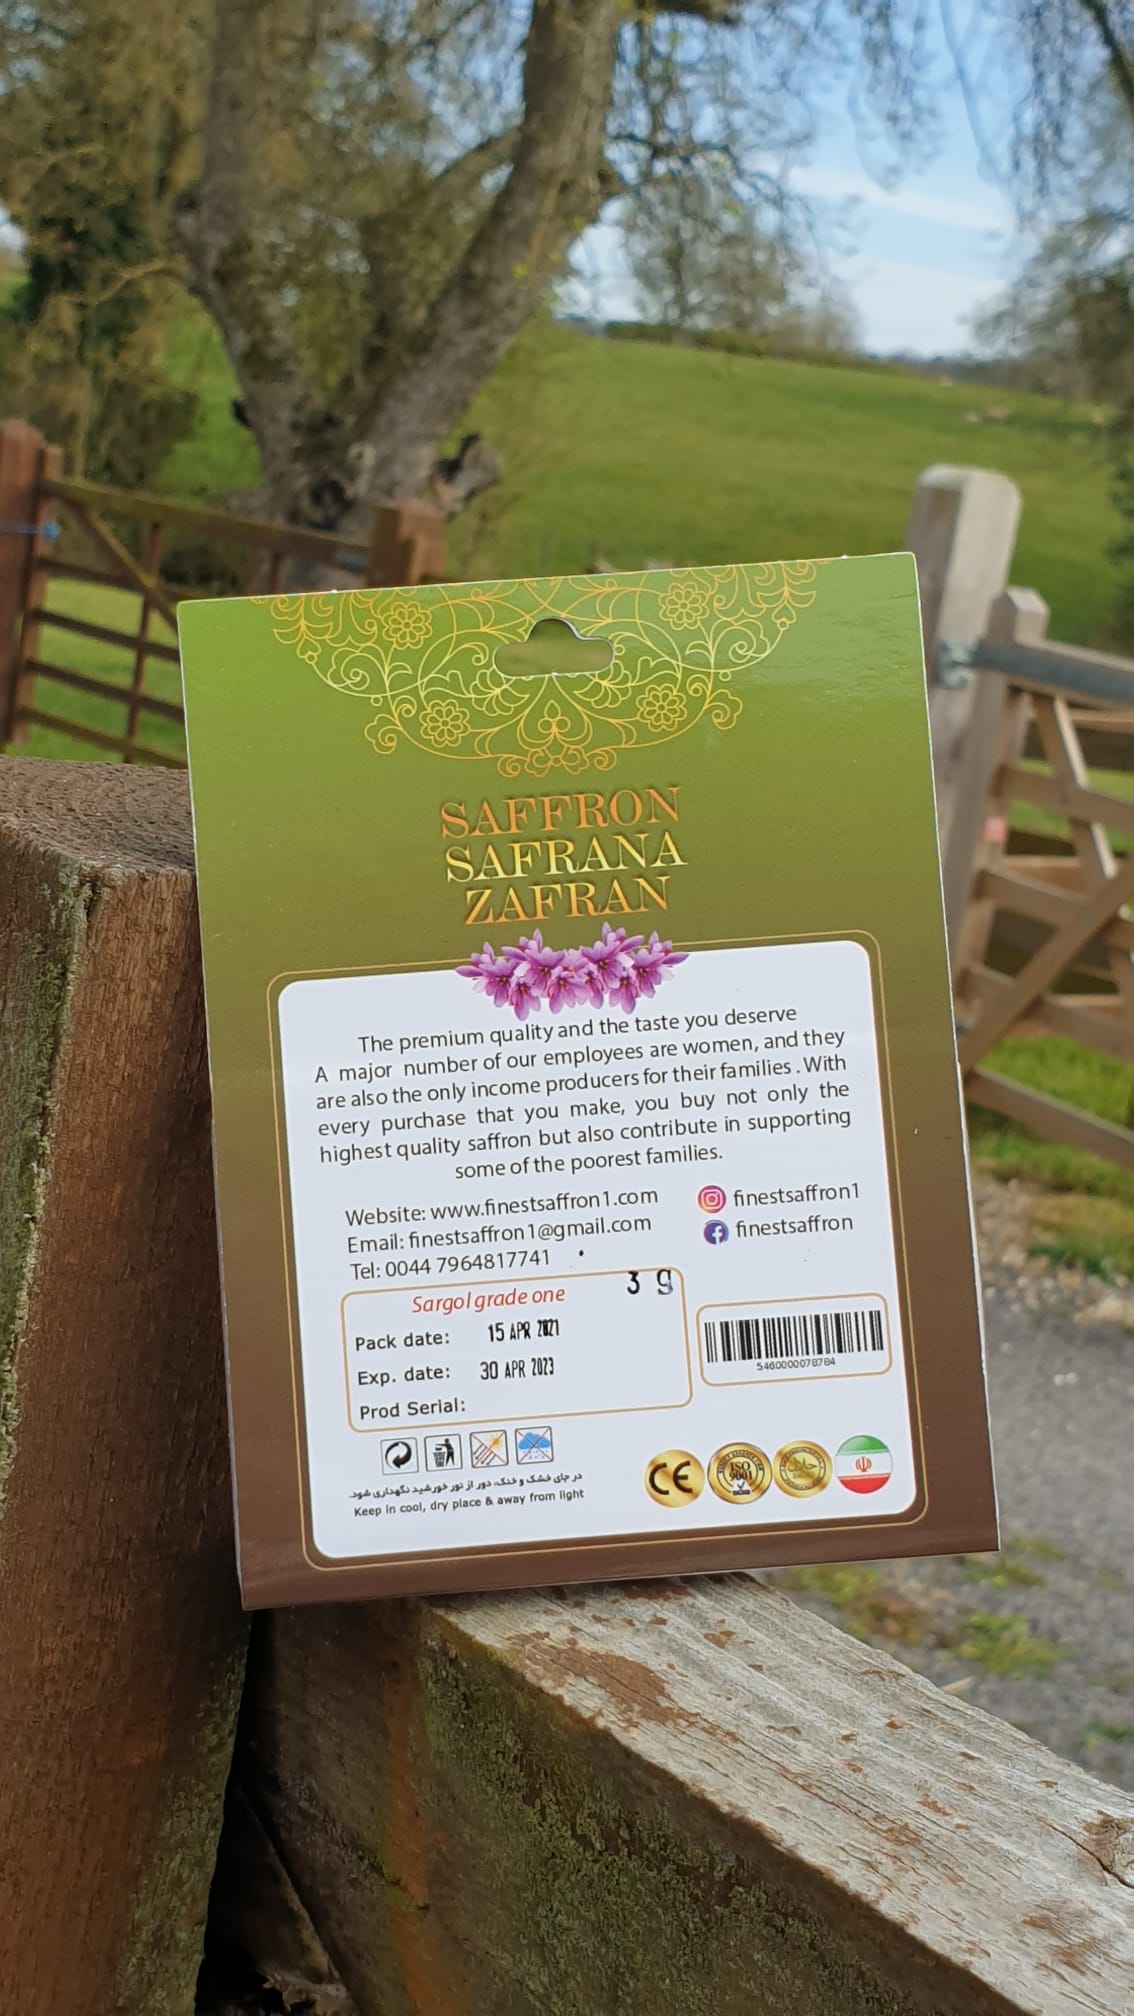 SAFFRON
SAFRANA
ZAFRAN
The premium quality and the taste you deserve
A major number of our employees are women, and they
are also the only income producers for their families . With
every purchase that you make, you buy not only the
highest quality saffron but also contribute in supporting
some of the poorest families.
Website: www.finestsaffron1.com
Email: finestsaffron1@gmail.com
Tel: 0044 7964817741
finestsaffron1
finestsaffron
Sargol grade one 3 g
Pack date: 15 APR 2021
Exp. date: 30 APR 2023
Prod Serial:
5460000078784
در جای خشک و خنک، دور از نور خورشید نگهداری شود.
Keep in cool, dry place & away from light
CE
ISO
9001
حلال